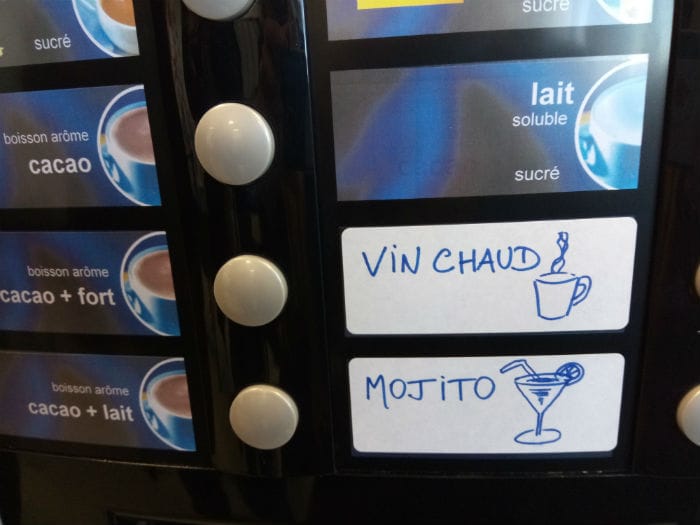 sucré
boisson arôme
cacao
boisson arôme
cacao + fort
boisson arôme
cacao + lait
sucré
lait
soluble
sucré
VIN CHAUD
MOJITO